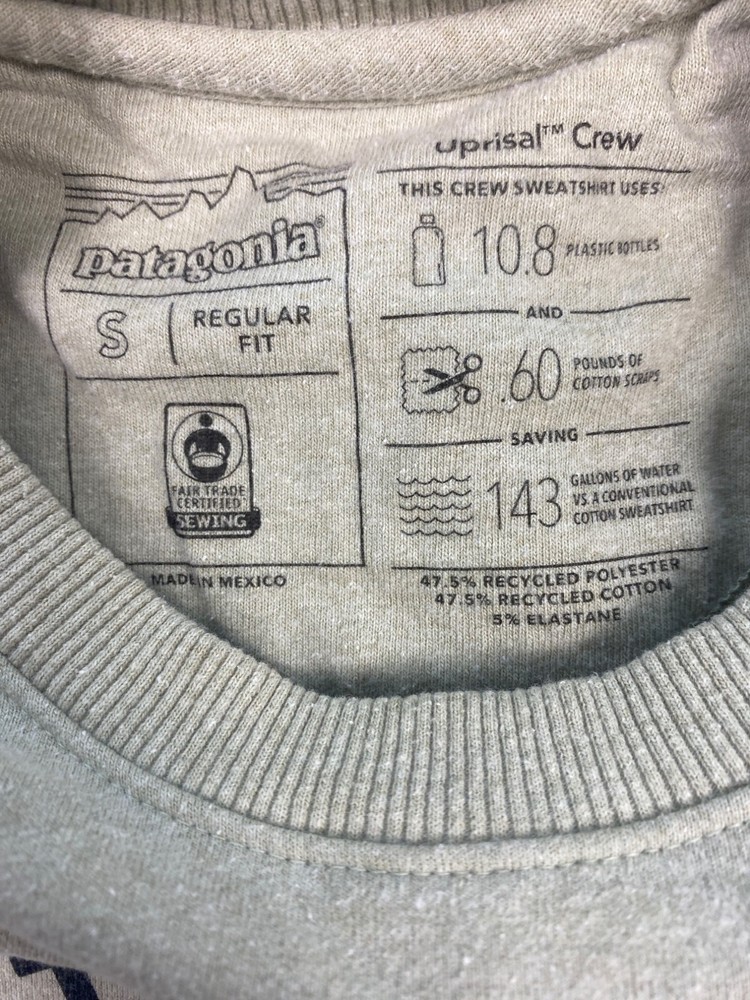 patagonia®
S
REGULAR
FIT
FAIR TRADE
CERTIFIED
SEWING
MADE IN MEXICO
uprisal™ Crew
THIS CREW SWEATSHIRT USES:
10.8 PLASTIC BOTTLES
AND
.60 POUNDS OF
COTTON SCRAPS
SAVING
143 GALLONS OF WATER
VS. A CONVENTIONAL
COTTON SWEATSHIRT
47.5% RECYCLED POLYESTER
47.5% RECYCLED COTTON
5% ELASTANE